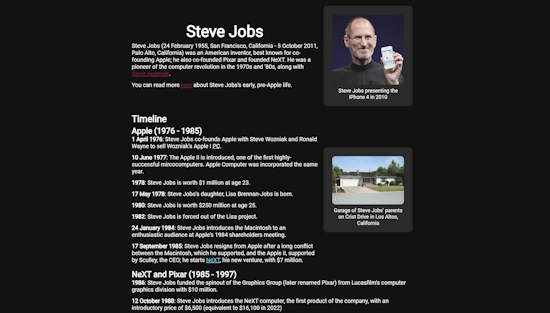 Steve Jobs
Steve Jobs (24 February 1955, San Francisco, California - 5 October 2011,
Palo Alto, California) was an American inventor, best known for co-
founding Apple; he also co-founded Pixar and founded NeXT. He was a
pioneer of the computer revolution in the 1970s and '80s, along with
Steve Wozniak.
You can read more here about Steve Jobs's early, pre-Apple life.
Steve Jobs presenting the
iPhone 4 in 2010
Timeline
Apple (1976 - 1985)
1 April 1976: Steve Jobs co-founds Apple with Steve Wozniak and Ronald
Wayne to sell Wozniak's Apple I PC.
10 June 1977: The Apple II is introduced, one of the first highly-
successful mircocomputers. Apple Computer was incorporated the same
year.
1978: Steve Jobs is worth $1 million at age 23.
17 May 1978: Steve Jobs's daughter, Lisa Brennan-Jobs is born.
1980: Steve Jobs is worth $250 million at age 25.
1982: Steve Jobs is forced out of the Lisa project.
24 January 1984: Steve Jobs introduces the Macintosh to an
enthusiastic audience at Apple's 1984 shareholders meeting.
17 September 1985: Steve Jobs resigns from Apple after a long conflict
between the Macintosh, which he supported, and the Apple II, supported
by Sculley, the CEO; he starts NeXT, his new venture, with $7 million.
Garage of Steve Jobs' parents
on Crist Drive in Los Altos,
California
NeXT and Pixar (1985 - 1997)
1986: Steve Jobs funded the spinout of the Graphics Group (later renamed Pixar) from Lucasfilm's computer
graphics division with $10 million.
12 October 1988: Steve Jobs introduces the NeXT computer, the first product of the company, with an
introductory price of $6,500 (equivalent to $16,100 in 2022)